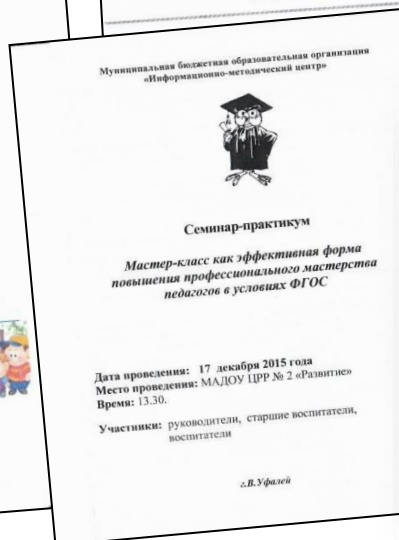 Муниципальная бюджетная образовательная организация
«Информационно-методический центр»
Семинар-практикум
Мастер-класс как эффективная форма
повышения профессионального мастерства
педагогов в условиях ФГОС
Дата проведения: 17 декабря 2015 года
Место проведения: МАДОУ ЦРР № 2 «Развитие»
Время: 13.30.
Участники: руководители, старшие воспитатели,
воспитатели
г.В.Уфалей